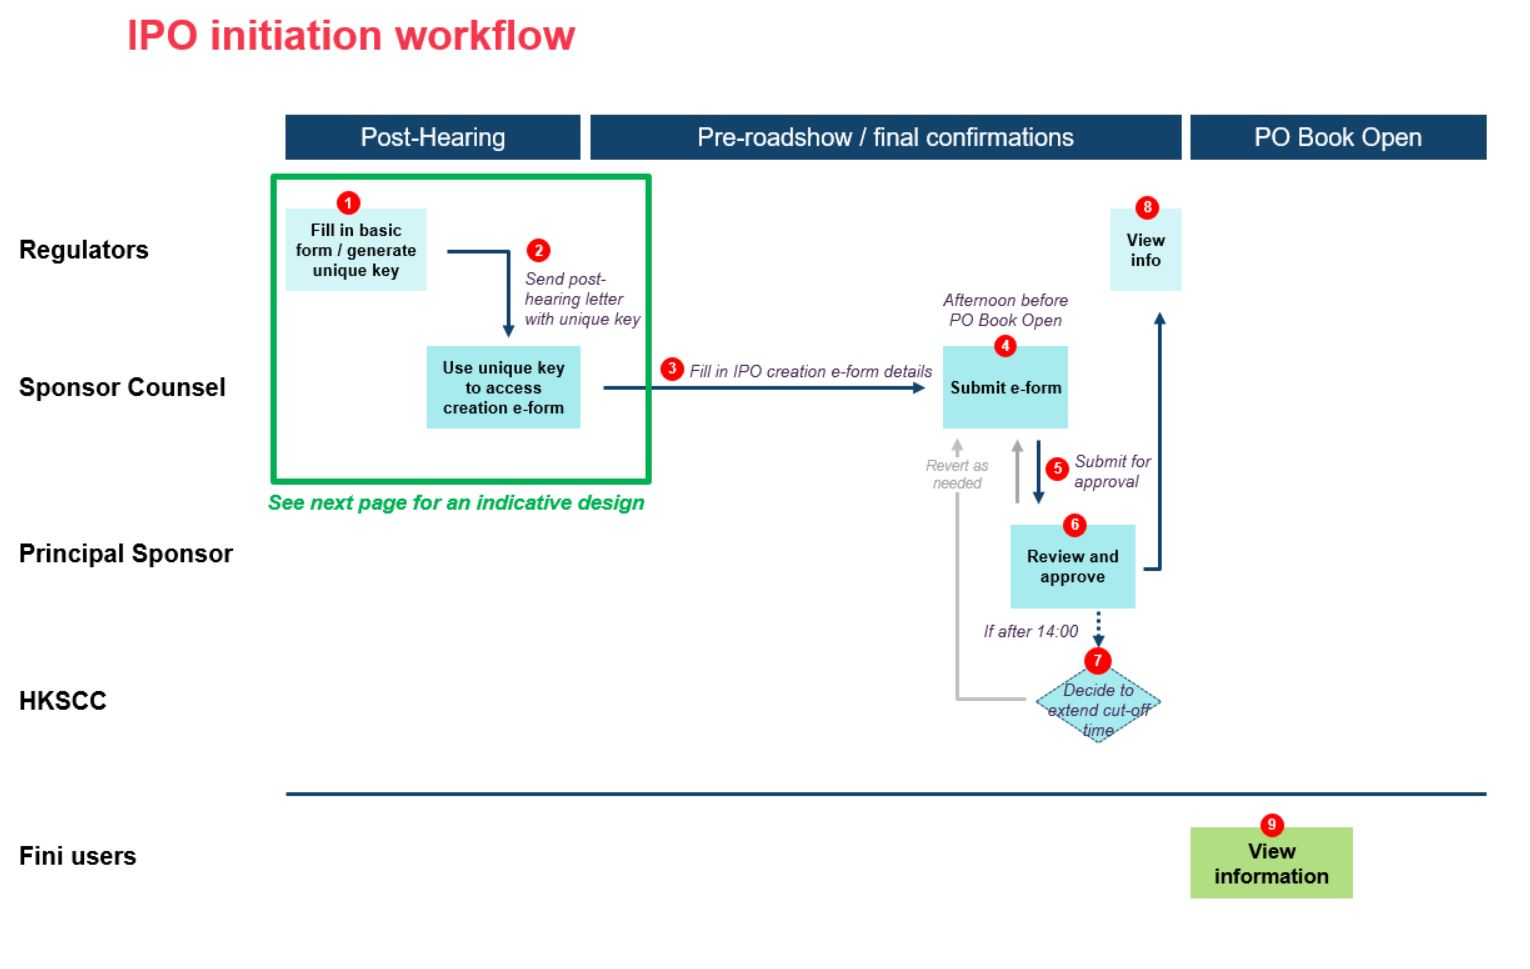 IPO initiation workflow
Post-Hearing
Pre-roadshow / final confirmations
PO Book Open
Regulators
1
Fill in basic
form / generate
unique key
2
Send post-
hearing letter
with unique key
8
View
info
Sponsor Counsel
Use unique key
to access
creation e-form
3
Fill in IPO creation e-form details
Afternoon before
PO Book Open
4
Submit e-form
See next page for an indicative design
Revert as
needed
5
Submit for
approval
Principal Sponsor
6
Review and
approve
If after 14:00
HKSCC
7
Decide to
extend cut-off
time
Fini users
9
View
information